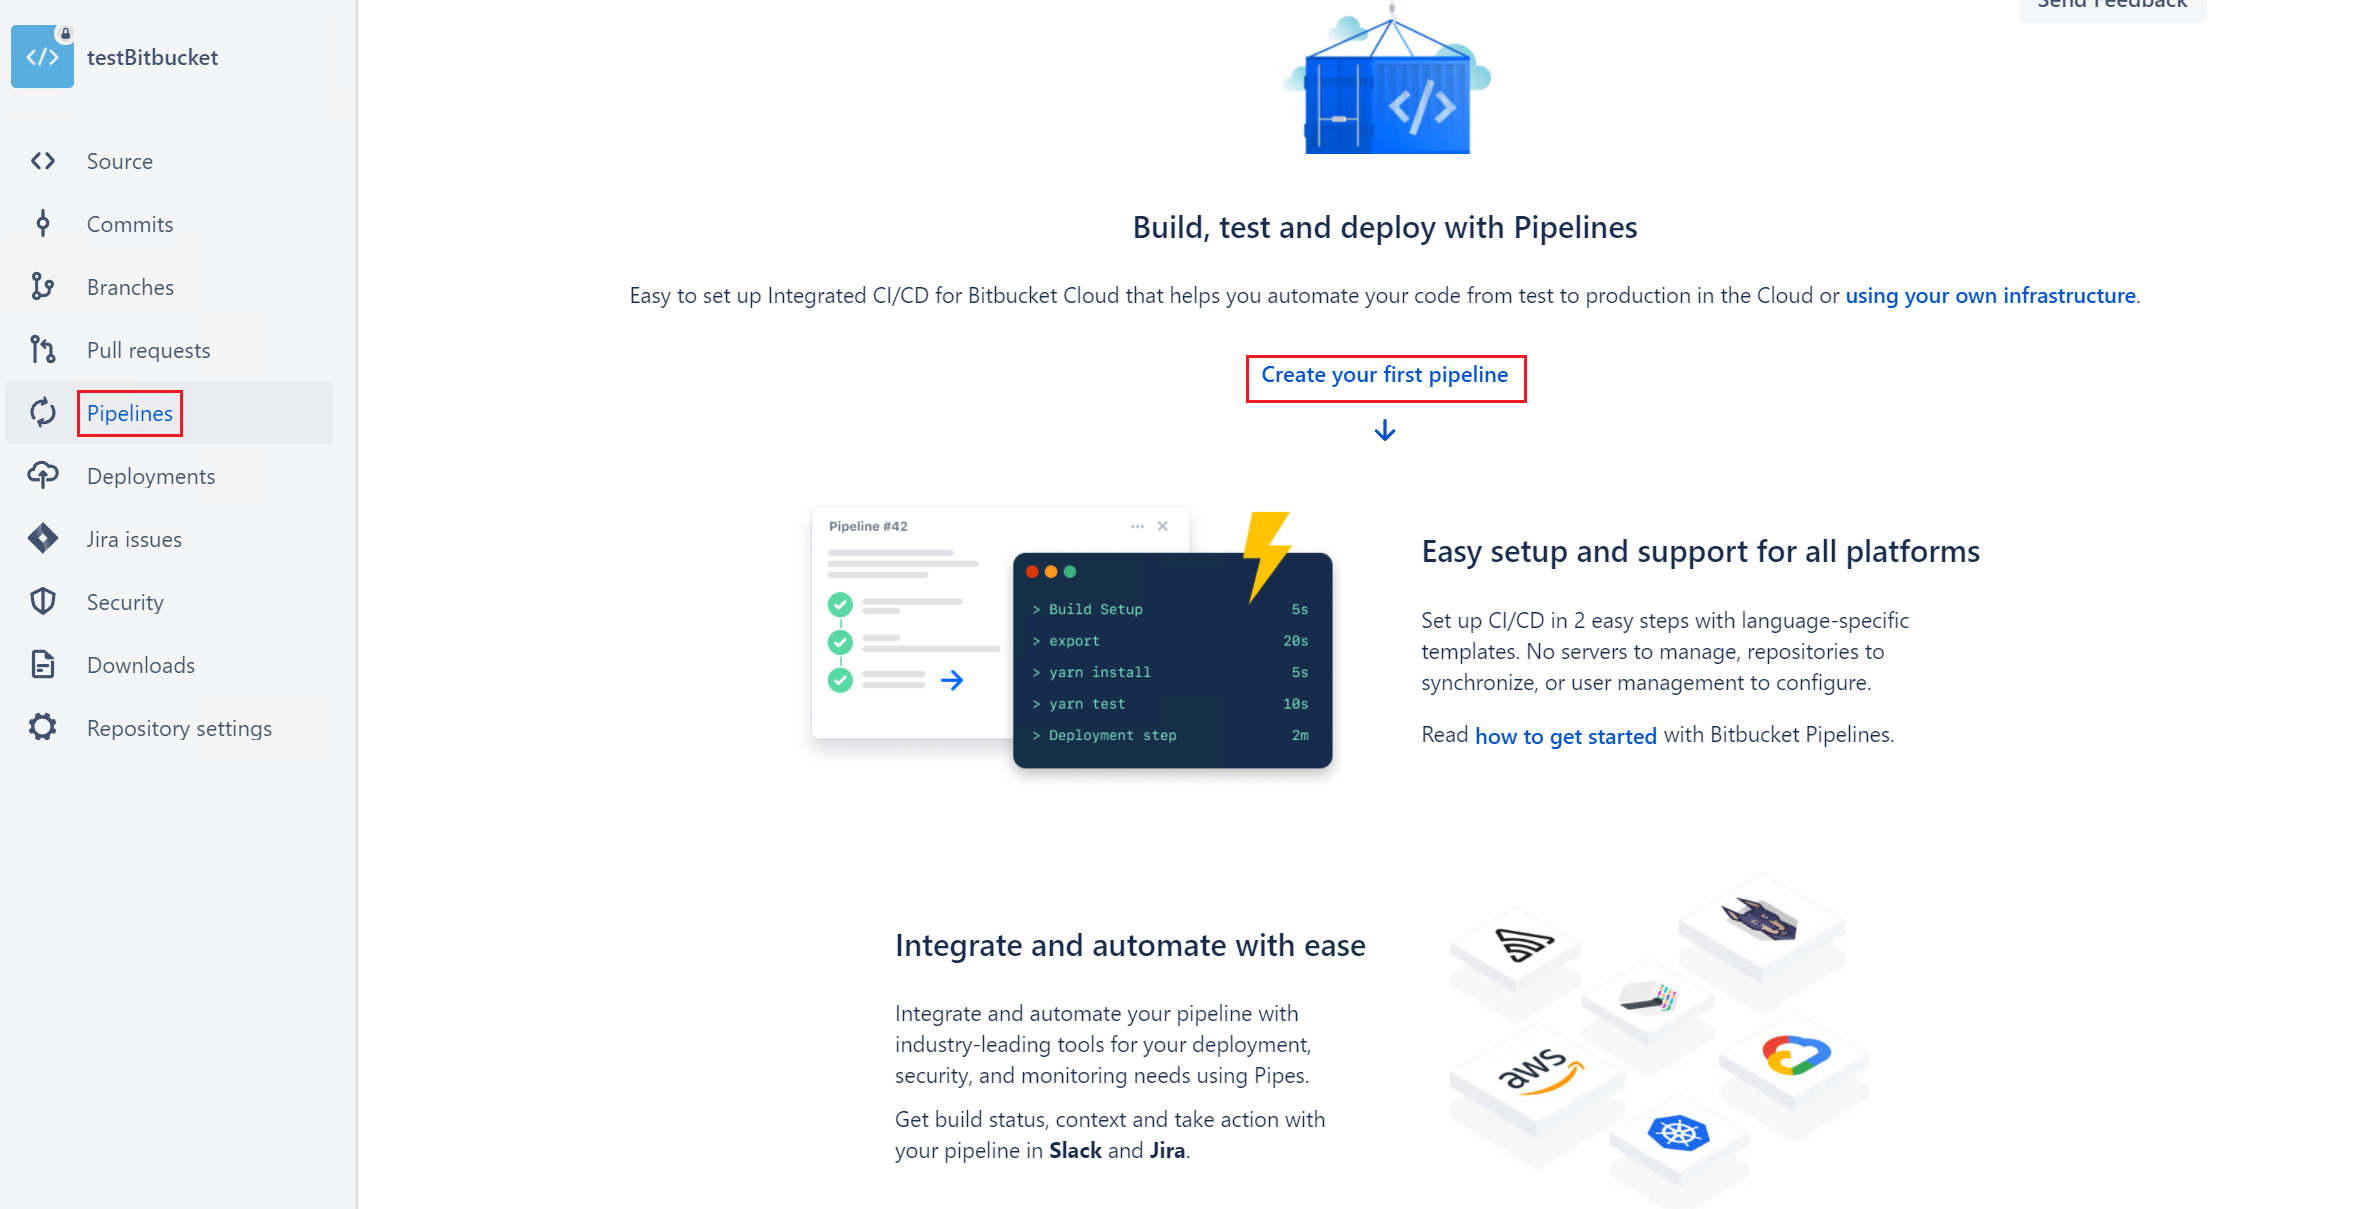 Send Feedback
testBitbucket
Source
Commits
Branches
Pull requests
Pipelines
Deployments
Jira issues
Security
Downloads
Repository settings
Build, test and deploy with Pipelines
Easy to set up Integrated CI/CD for Bitbucket Cloud that helps you automate your code from test to production in the Cloud or using your own infrastructure.
Create your first pipeline
Pipeline #42
> Build Setup 5s
> export 20s
> yarn install 5s
> yarn test 10s
> Deployment step 2m
Easy setup and support for all platforms
Set up CI/CD in 2 easy steps with language-specific
templates. No servers to manage, repositories to
synchronize, or user management to configure.
Read how to get started with Bitbucket Pipelines.
Integrate and automate with ease
Integrate and automate your pipeline with
industry-leading tools for your deployment,
security, and monitoring needs using Pipes.
Get build status, context and take action with
your pipeline in Slack and Jira.
aws